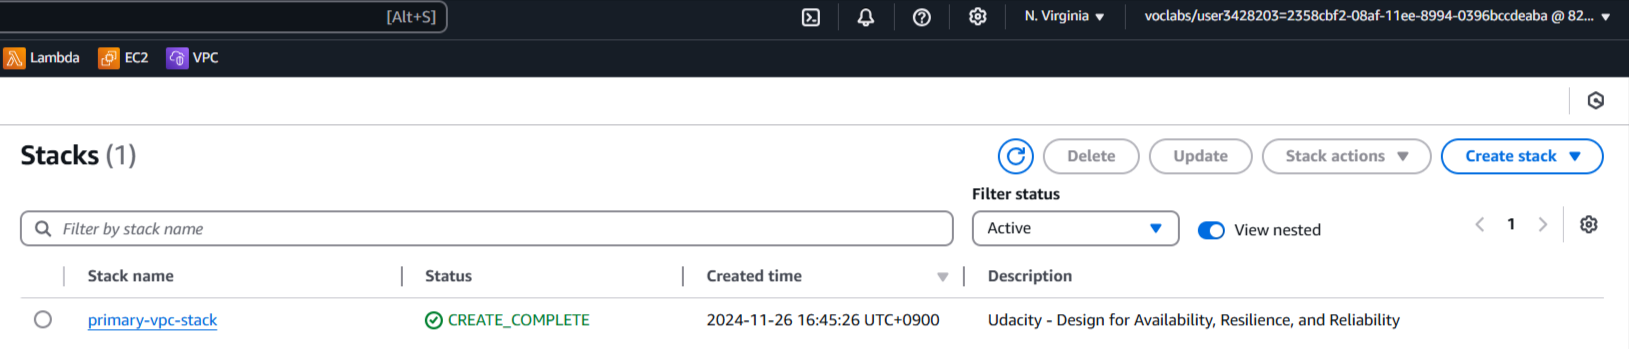 [Alt+S]
N. Virginia
voclabs/user3428203=2358cbf2-08af-11ee-8994-0396bccdeaba @ 82...
Lambda
EC2
VPC
Stacks (1)
Delete
Update
Stack actions
Create stack
Filter status
Filter by stack name
Active
View nested
1
Stack name
Status
Created time
Description
primary-vpc-stack
CREATE_COMPLETE
2024-11-26 16:45:26 UTC+0900
Udacity - Design for Availability, Resilience, and Reliability